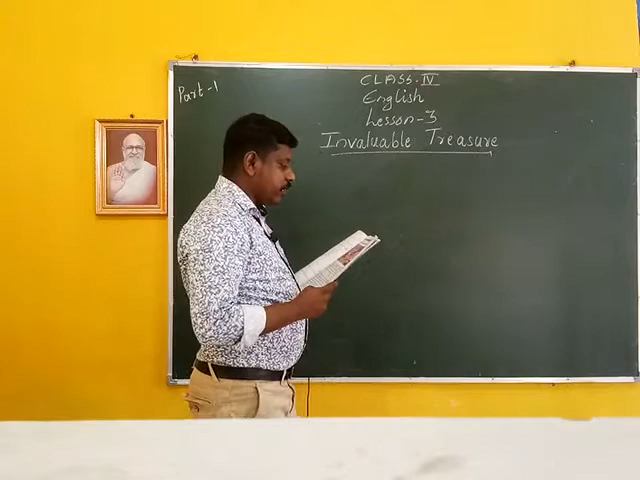 Part-1
CLASS-IV
English
Lesson-3
Invaluable Treasure